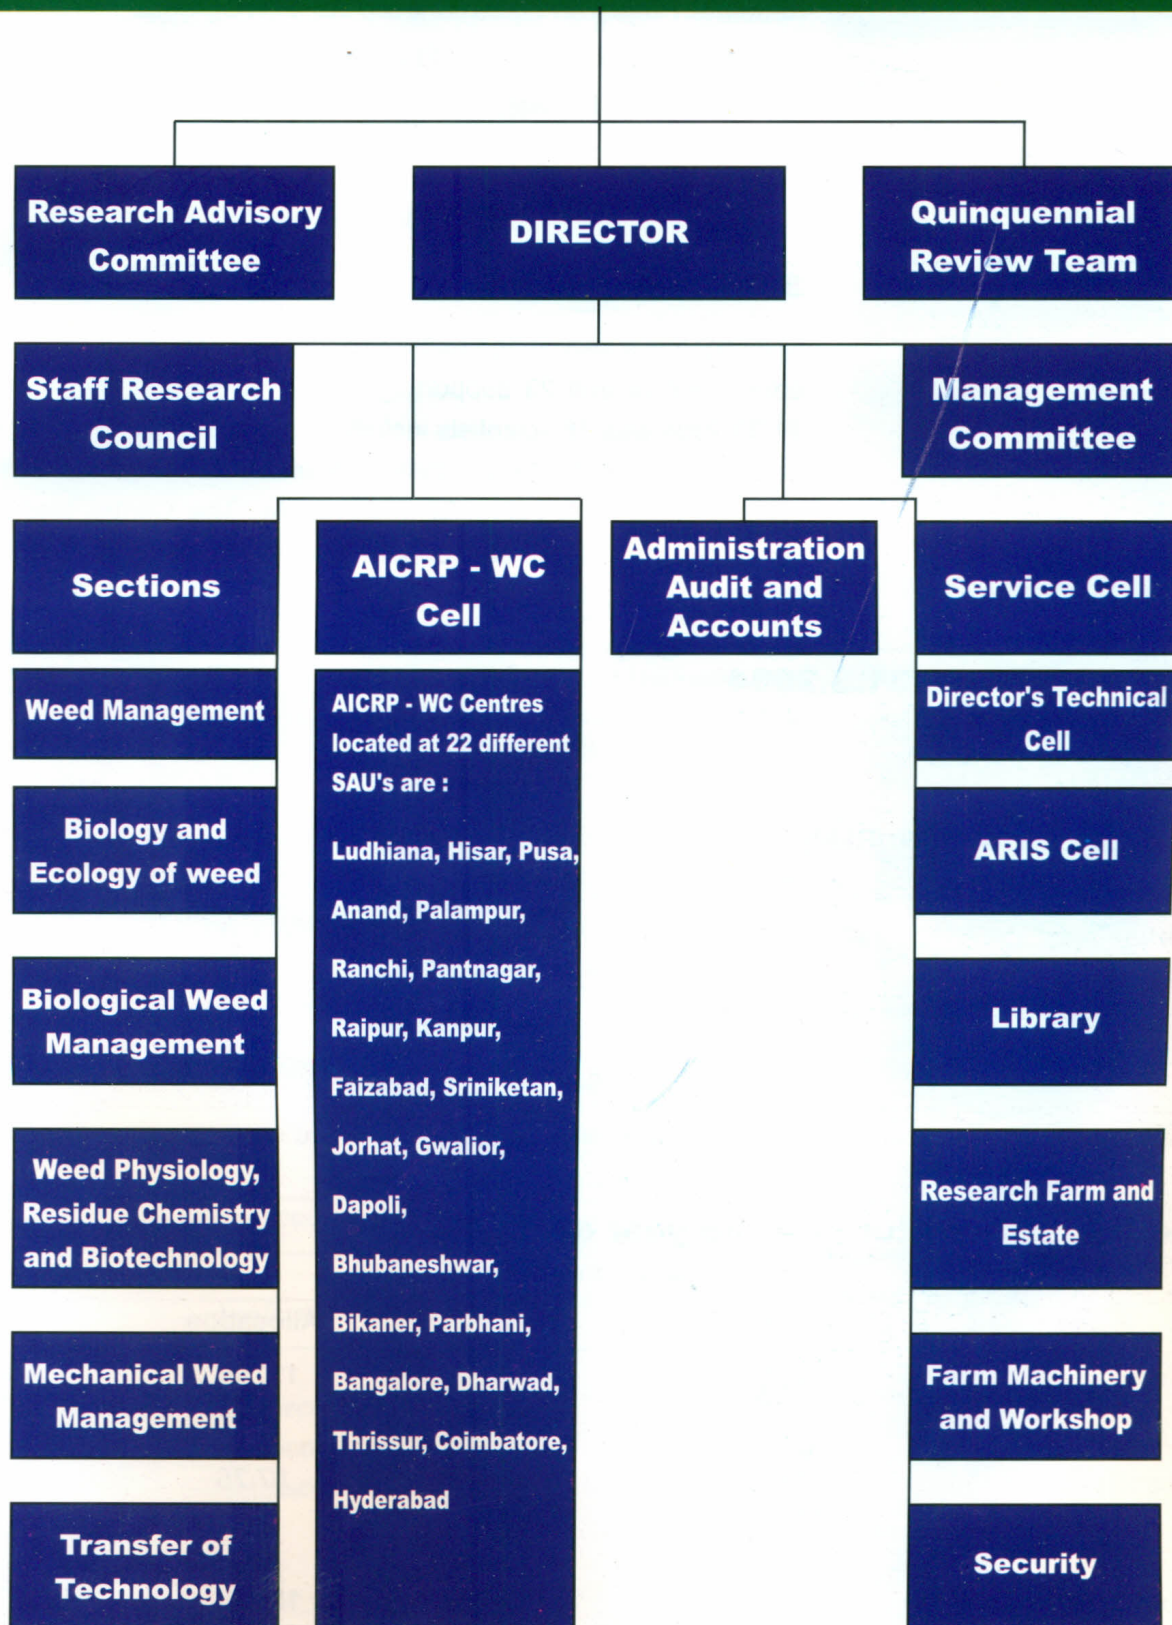 Research Advisory
Committee
DIRECTOR
Quinquennial
Review Team
Staff Research
Council
Management
Committee
Sections
Weed Management
Biology and
Ecology of weed
Biological Weed
Management
Weed Physiology,
Residue Chemistry
and Biotechnology
Mechanical Weed
Management
Transfer of
Technology
AICRP - WC
Cell
AICRP - WC Centres
located at 22 different
SAU's are :
Ludhiana, Hisar, Pusa,
Anand, Palampur,
Ranchi, Pantnagar,
Raipur, Kanpur,
Faizabad, Sriniketan,
Jorhat, Gwalior,
Dapoli,
Bhubaneshwar,
Bikaner, Parbhani,
Bangalore, Dharwad,
Thrissur, Coimbatore,
Hyderabad
Administration
Audit and
Accounts
Service Cell
Director's Technical
Cell
ARIS Cell
Library
Research Farm and
Estate
Farm Machinery
and Workshop
Security